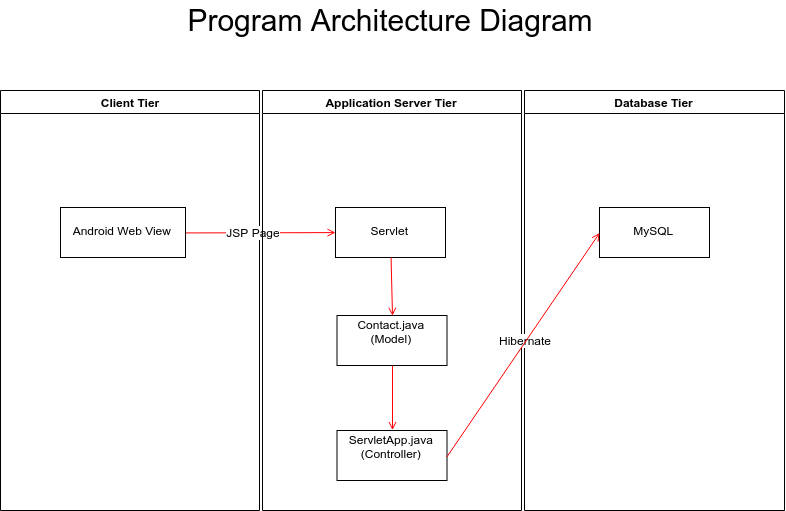 Program Architecture Diagram
Client Tier
Application Server Tier
Database Tier
Android Web View
JSP Page
Servlet
MySQL
Contact.java
(Model)
Hibernate
ServletApp.java
(Controller)